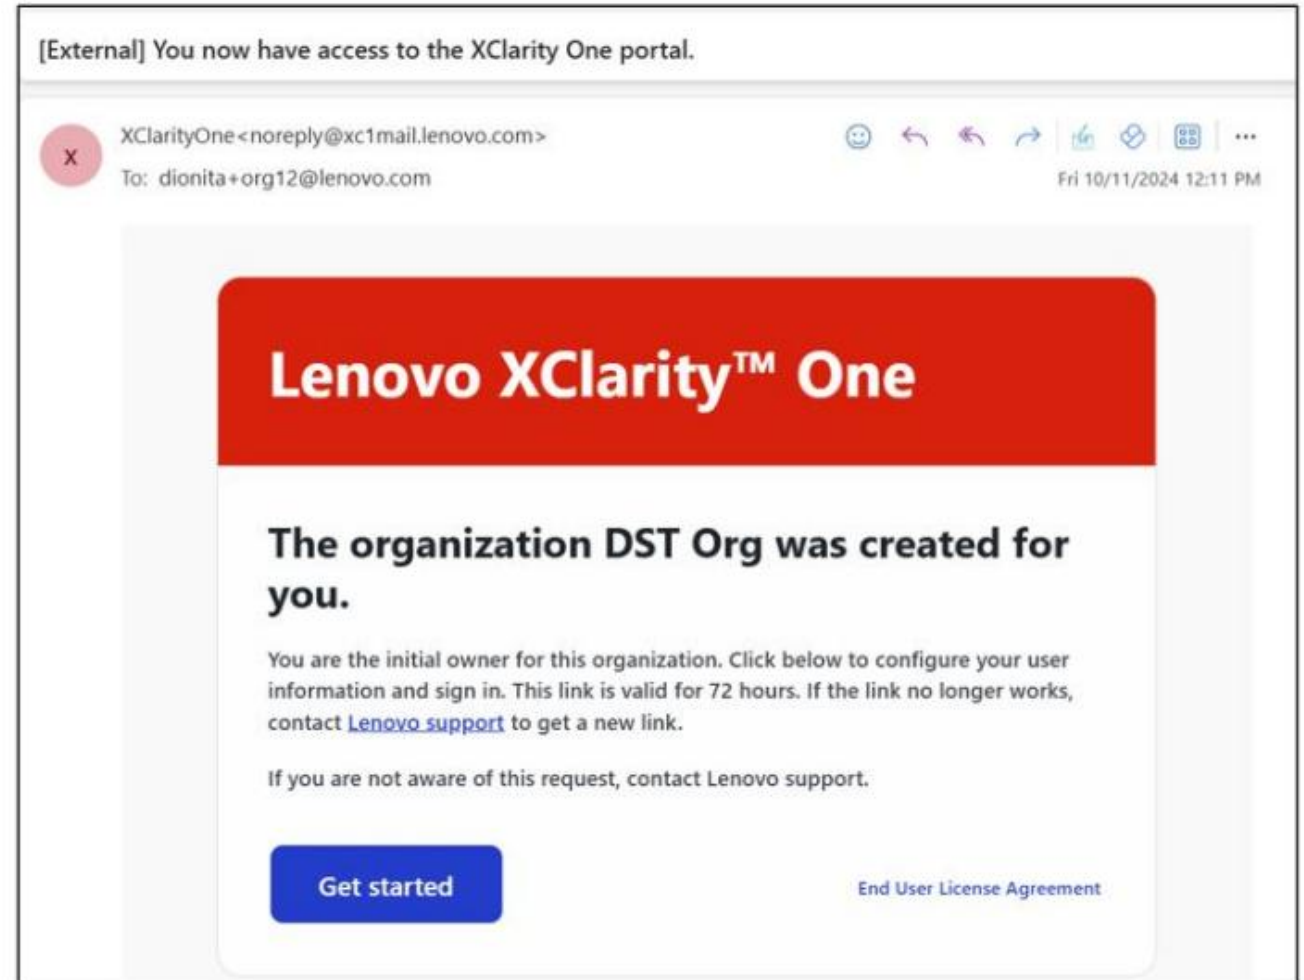 [External] You now have access to the XClarity One portal.
X
XClarityOne<noreply@xc1mail.lenovo.com>
To: dionita+org12@lenovo.com
Fri 10/11/2024 12:11 PM
Lenovo XClarity™ One
The organization DST Org was created for
you.
You are the initial owner for this organization. Click below to configure your user
information and sign in. This link is valid for 72 hours. If the link no longer works,
contact Lenovo support to get a new link.
If you are not aware of this request, contact Lenovo support.
Get started
End User License Agreement